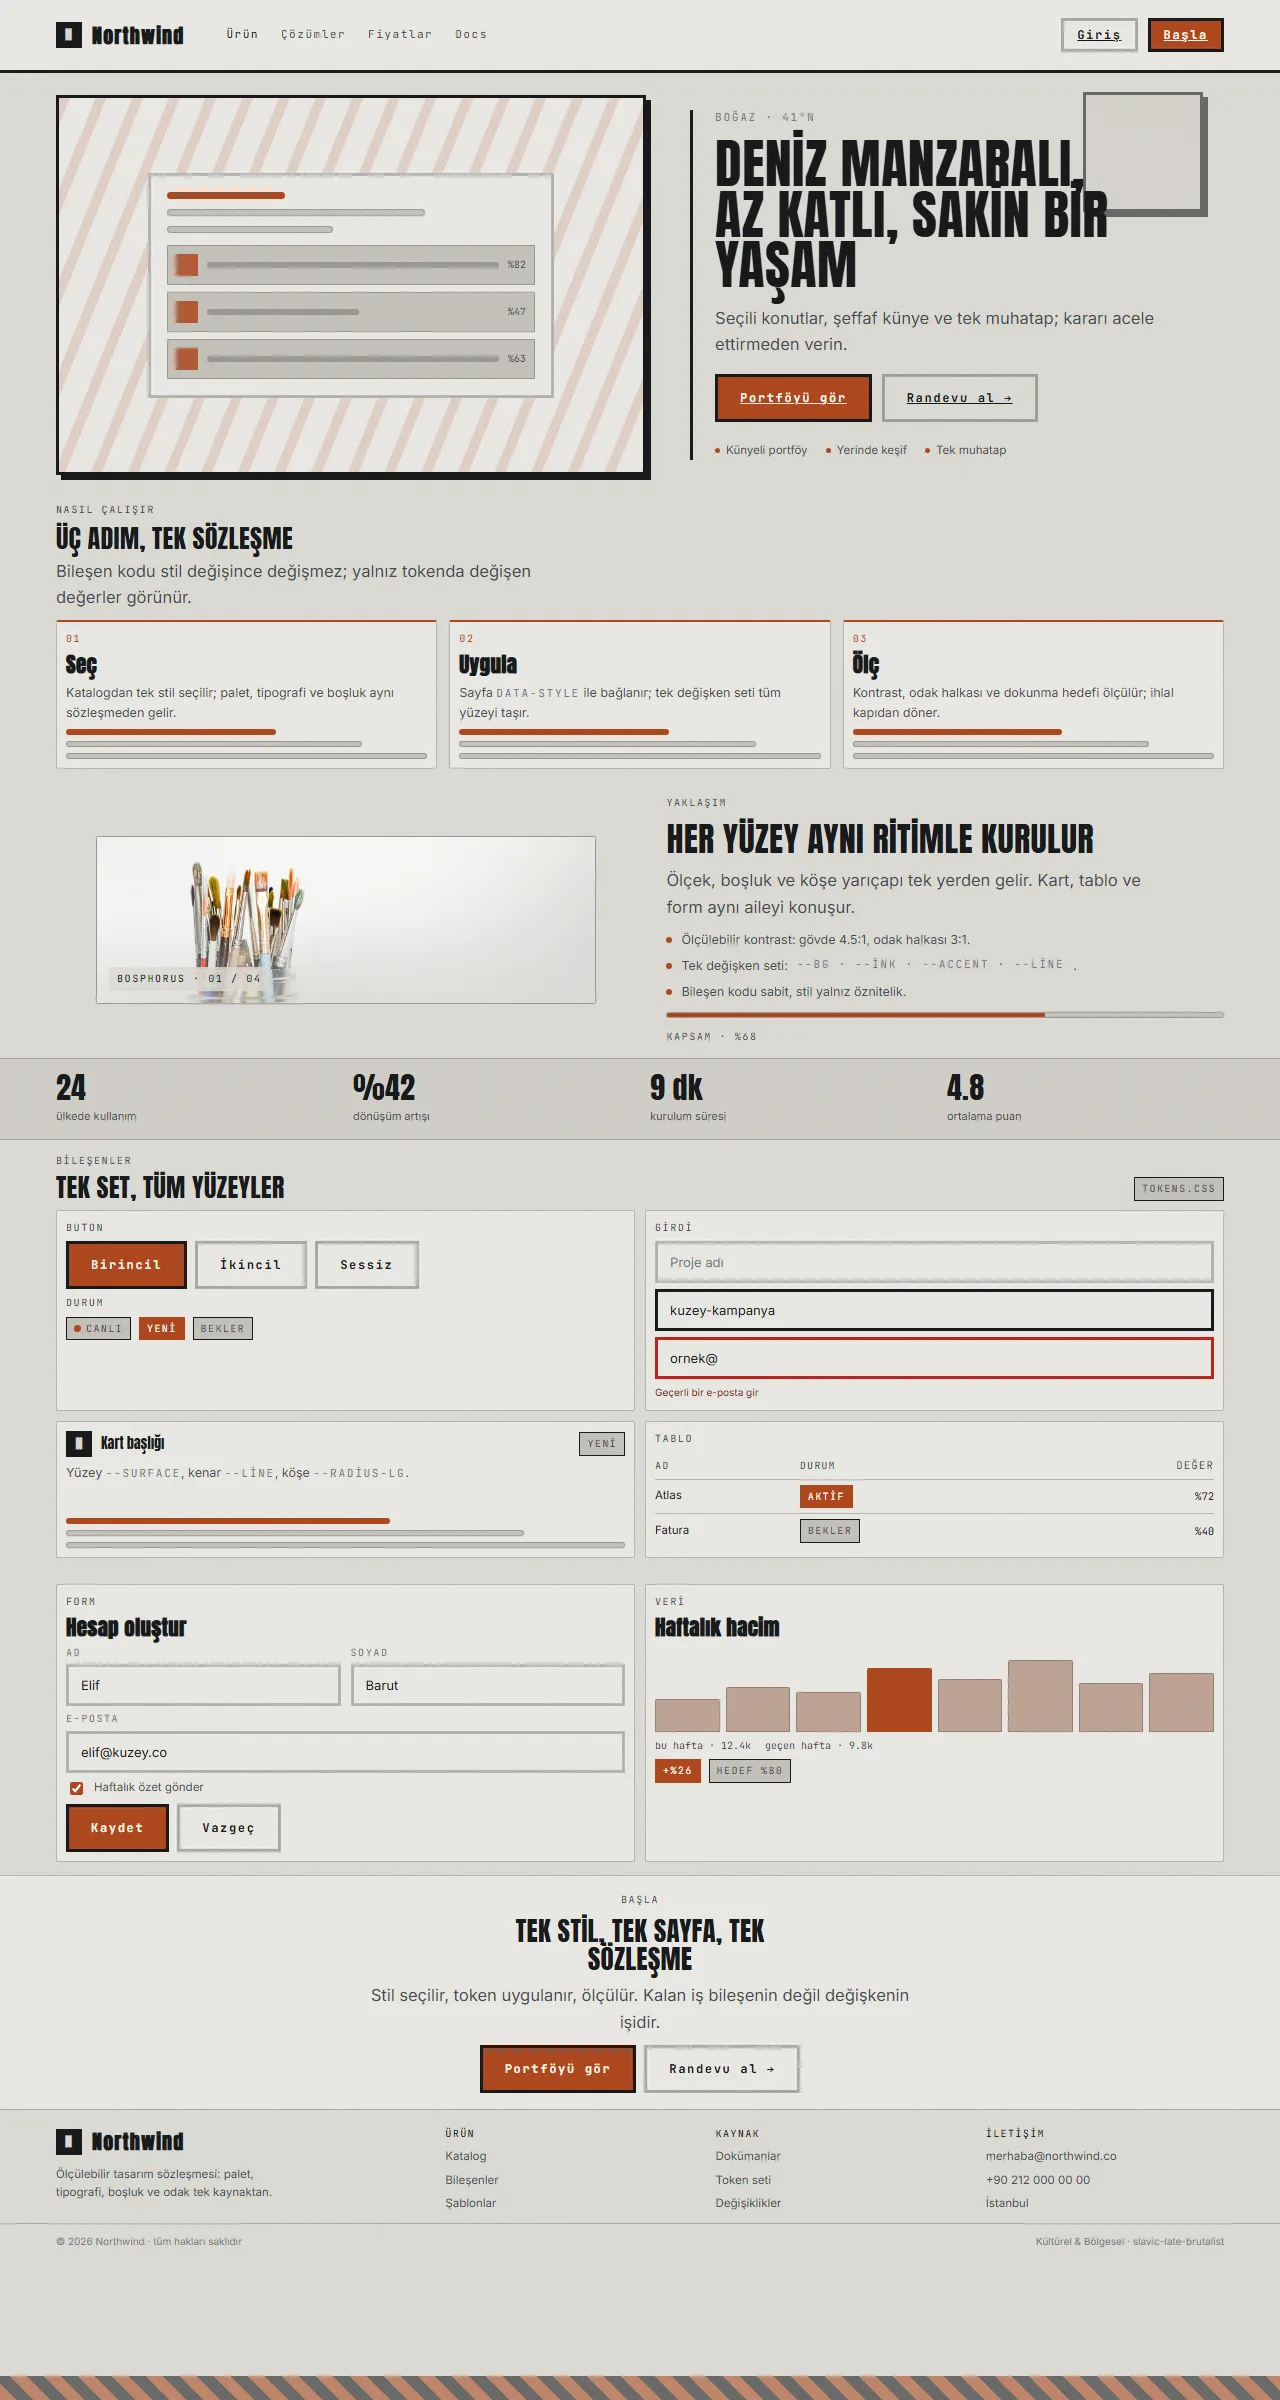 Northwind
Ürün Çözümler Fiyatlar Docs
Giriş Başla
%82
%47
%63
BOĞAZ · 41°N
DENİZ MANZARALI,
AZ KATLI, SAKİN BİR
YAŞAM
Seçili konutlar, şeffaf künye ve tek muhatap; kararı acele
ettirmeden verin.
Portföyü gör Randevu al →
Künyeli portföy Yerinde keşif Tek muhatap
NASIL ÇALIŞIR
ÜÇ ADIM, TEK SÖZLEŞME
Bileşen kodu stil değişince değişmez; yalnız tokenda değişen
değerler görünür.
01
Seç
Katalogdan tek stil seçilir; palet, tipografi ve boşluk aynı
sözleşmeden gelir.
02
Uygula
Sayfa DATA-STYLE ile bağlanır; tek değişken seti tüm
yüzeyi taşır.
03
Ölç
Kontrast, odak halkası ve dokunma hedefi ölçülür; ihlal
kapıdan döner.
BOSPHORUS · 01 / 04
YAKLAŞIM
HER YÜZEY AYNI RİTİMLE KURULUR
Ölçek, boşluk ve köşe yarıçapı tek yerden gelir. Kart, tablo ve
form aynı aileyi konuşur.
Ölçülebilir kontrast: gövde 4.5:1, odak halkası 3:1.
Tek değişken seti: --BG · --İNK · --ACCENT · --LİNE .
Bileşen kodu sabit, stil yalnız öznitelik.
KAPSAM · %68
24
ülkede kullanım
%42
dönüşüm artışı
9 dk
kurulum süresi
4.8
ortalama puan
BİLEŞENLER
TEK SET, TÜM YÜZEYLER
TOKENS.CSS
BUTON
Birincil İkincil Sessiz
DURUM
CANLI YENİ BEKLER
GİRDİ
Proje adı
kuzey-kampanya
ornek@
Geçerli bir e-posta gir
Kart başlığı
YENİ
Yüzey --SURFACE, kenar --LİNE, köşe --RADİUS-LG.
TABLO
AD DURUM DEĞER
Atlas AKTİF %72
Fatura BEKLER %40
FORM
Hesap oluştur
AD SOYAD
Elif Barut
E-POSTA
elif@kuzey.co
Haftalık özet gönder
Kaydet Vazgeç
VERİ
Haftalık hacim
bu hafta · 12.4k geçen hafta · 9.8k
+%26 HEDEF %80
BAŞLA
TEK STİL, TEK SAYFA, TEK
SÖZLEŞME
Stil seçilir, token uygulanır, ölçülür. Kalan iş bileşenin değil değişkenin
işidir.
Portföyü gör Randevu al →
Northwind
Ölçülebilir tasarım sözleşmesi: palet,
tipografi, boşluk ve odak tek kaynaktan.
ÜRÜN
Katalog
Bileşenler
Şablonlar
KAYNAK
Dokümanlar
Token seti
Değişiklikler
İLETİŞİM
merhaba@northwind.co
+90 212 000 00 00
İstanbul
© 2026 Northwind · tüm hakları saklıdır
Kültürel & Bölgesel · slavic-late-brutalist